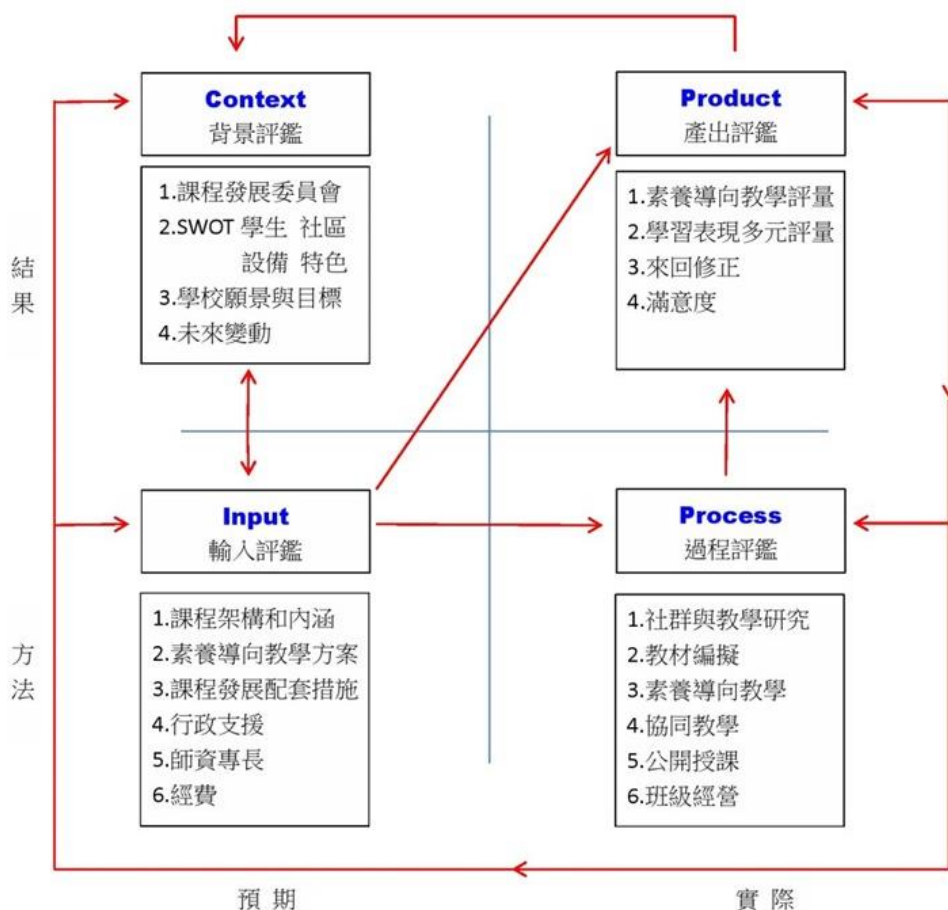 Context
背景評鑑
1.課程發展委員會
2.SWOT 學生 社區
設備 特色
3.學校願景與目標
4.未來變動
Product
產出評鑑
1.素養導向教學評量
2.學習表現多元評量
3.來回修正
4.滿意度
結果
Input
輸入評鑑
1.課程架構和內涵
2.素養導向教學方案
3.課程發展配套措施
4.行政支援
5.師資專長
6.經費
Process
過程評鑑
1.社群與教學研究
2.教材編擬
3.素養導向教學
4.協同教學
5.公開授課
6.班級經營
方法
預期
實際